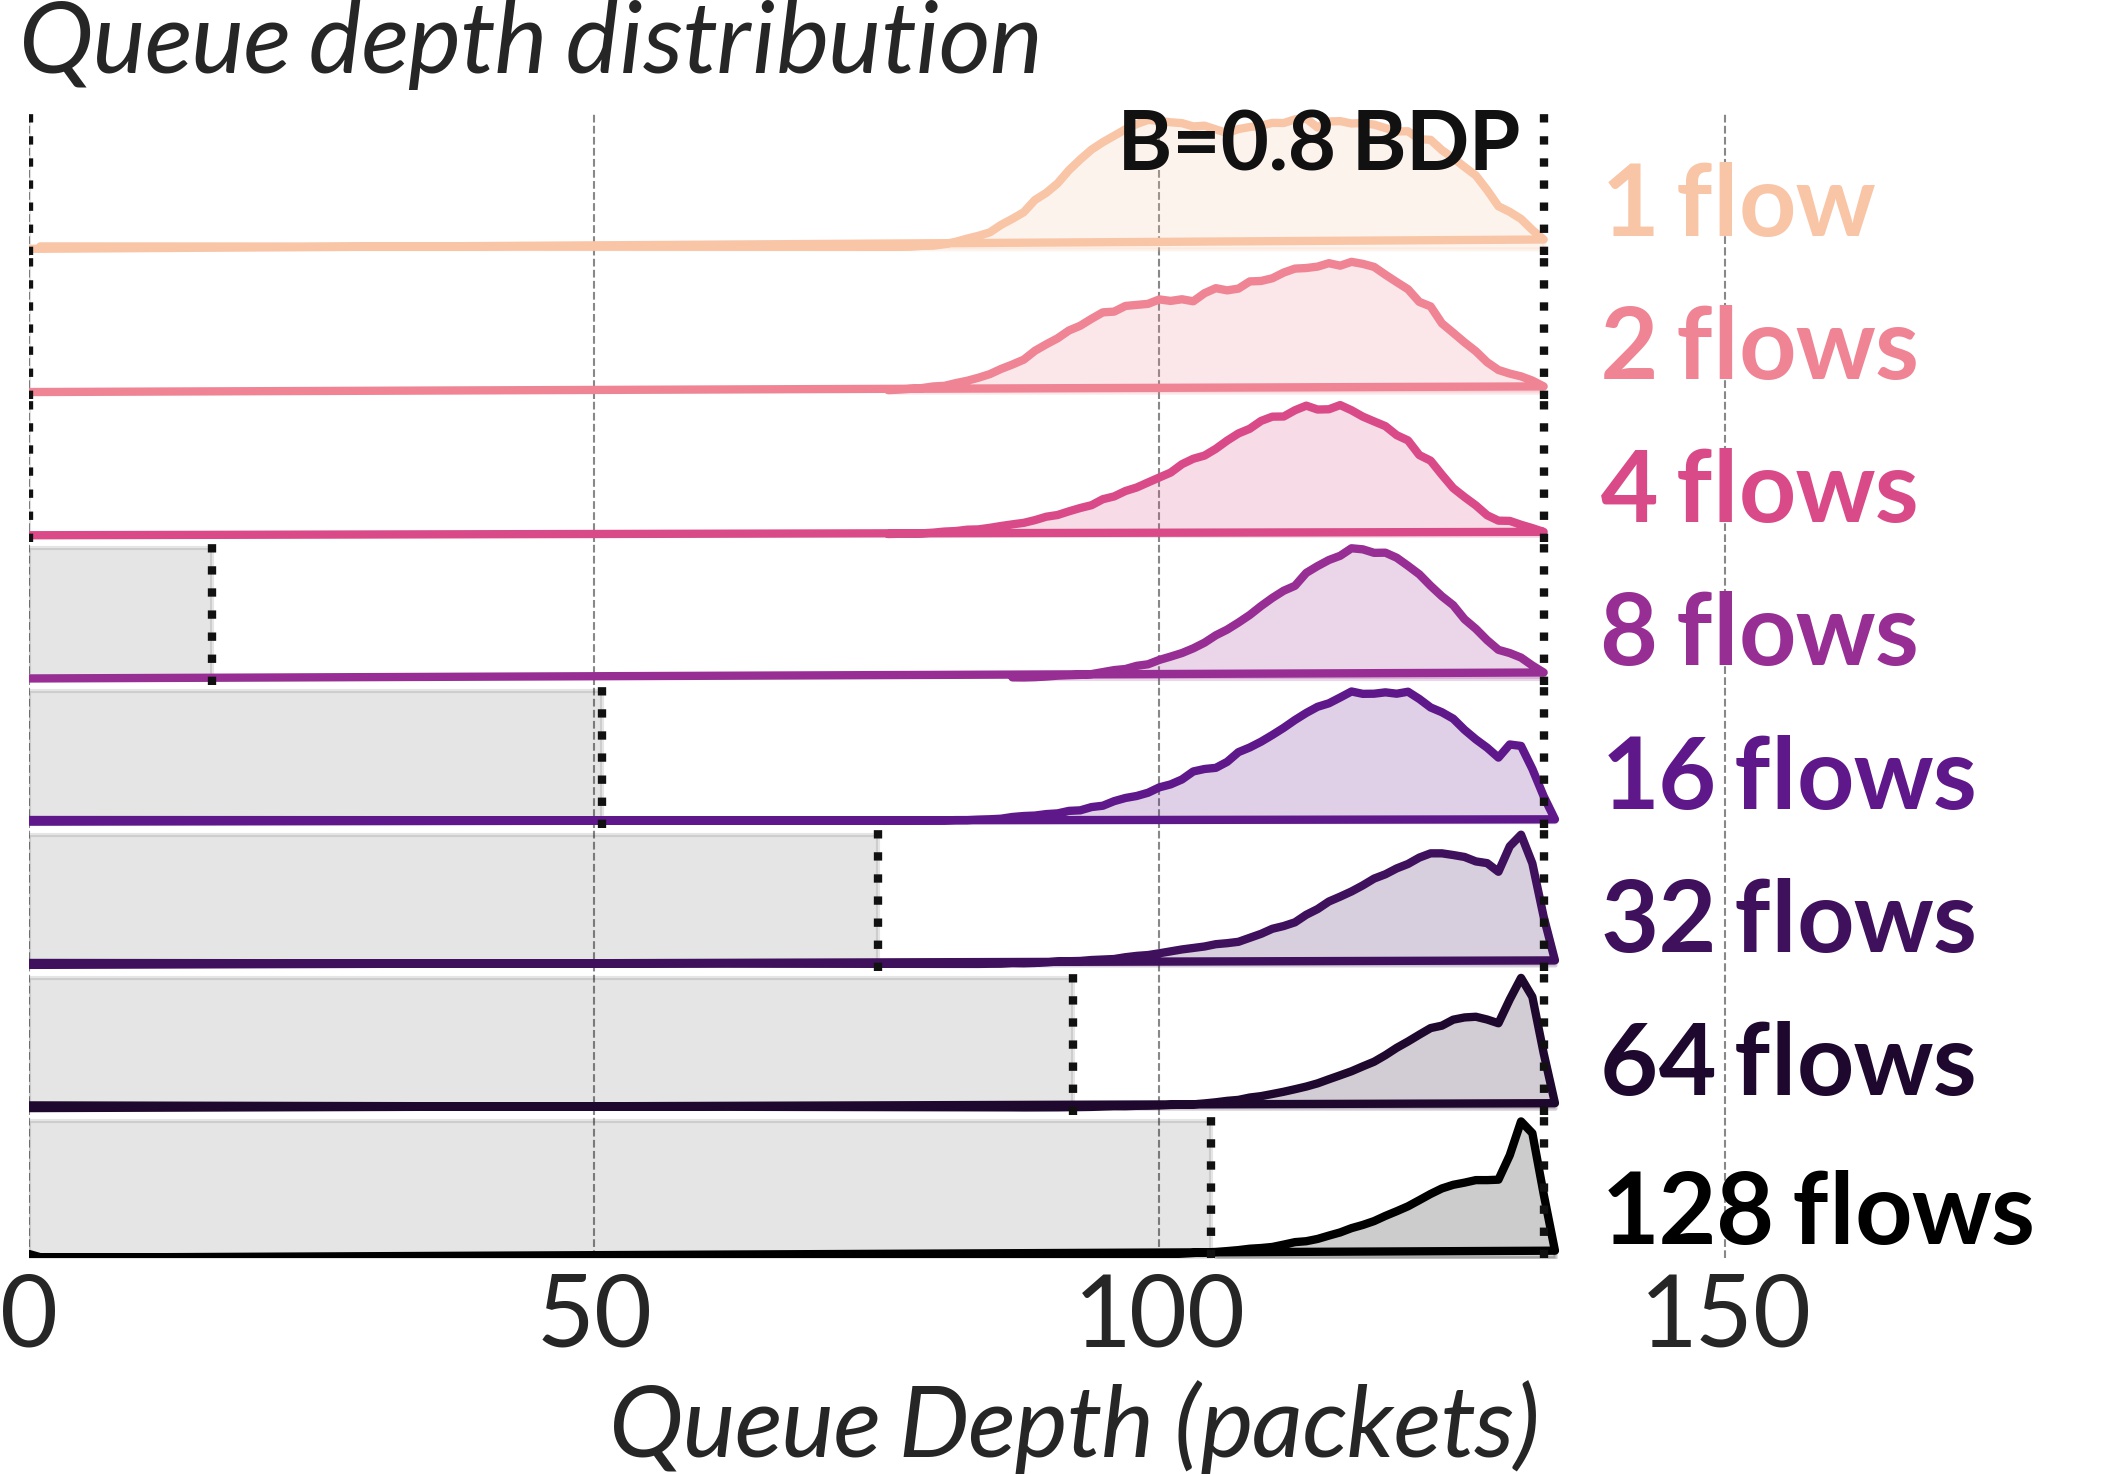 Queue depth distribution
B=0.8 BDP
1 flow
2 flows
4 flows
8 flows
16 flows
32 flows
64 flows
128 flows
0 50 100 150
Queue Depth (packets)